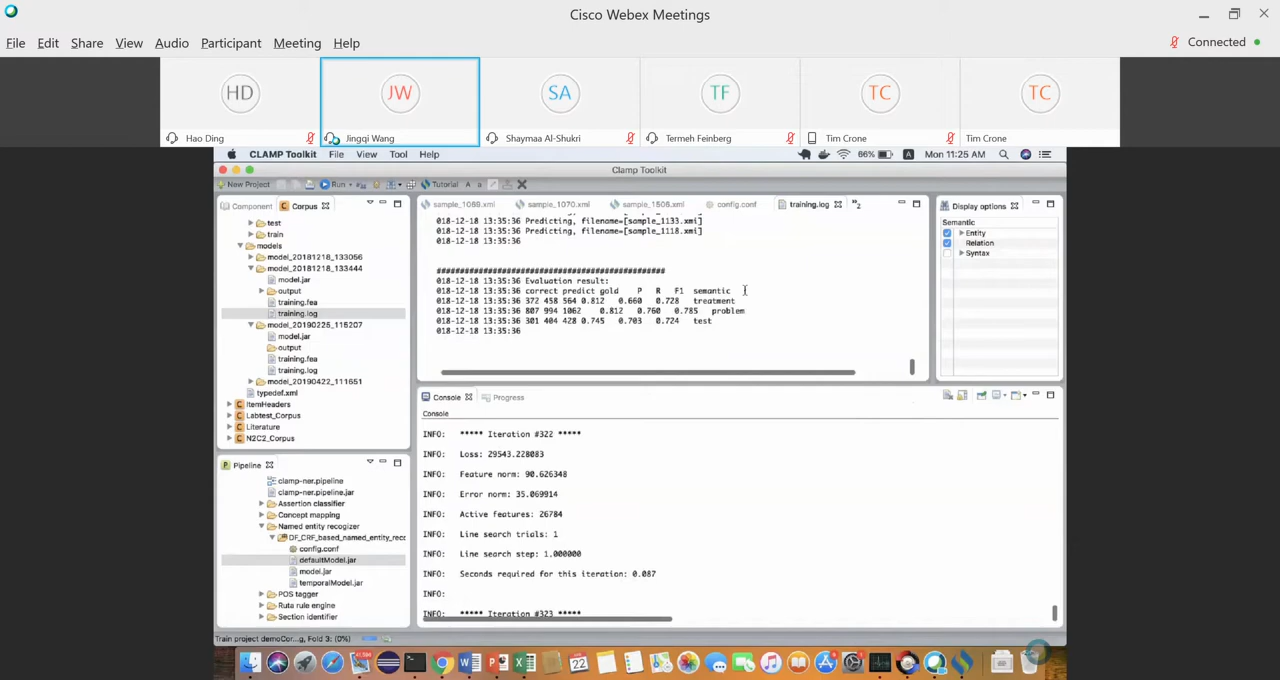 Cisco Webex Meetings
File Edit Share View Audio Participant Meeting Help
Connected
HD JW SA TF TC TC
Hao Ding Jingqi Wang Shaymaa Al-Shukri Termeh Feinberg Tim Crone Tim Crone
CLAMP Toolkit File View Tool Help 66% Mon 11:25 AM
Clamp Toolkit
New Project Run Tutorial
Component Corpus
test
train
models
model_20181218_133056
model_20181218_133444
model.jar
output
training.fea
training.log
model_20190225_115207
model.jar
output
training.fea
training.log
model_20190422_111651
typedef.xml
ItemHeaders
Labtest_Corpus
Literature
N2C2_Corpus
Pipeline
clamp-ner.pipeline
clamp-ner.pipeline.jar
Assertion classifier
Concept mapping
Named entity recogizer
DF_CRF_based_named_entity_reco
config.conf
defaultModel.jar
model.jar
temporalModel.jar
POS tagger
Ruta rule engine
Section identifier
sample_1069.xml sample_1070.xml sample_1508.xml config.conf training.log
018-12-18 13:35:36 Predicting, filename=[sample_1133.xmi]
018-12-18 13:35:36 Predicting, filename=[sample_1118.xmi]
018-12-18 13:35:36
################################################
018-12-18 13:35:36 Evaluation result:
018-12-18 13:35:36 correct predict gold P R F1 semantic
018-12-18 13:35:36 372 458 564 0.812 0.660 0.728 treatment
018-12-18 13:35:36 807 994 1062 0.812 0.760 0.785 problem
018-12-18 13:35:36 301 404 428 0.745 0.703 0.724 test
018-12-18 13:35:36
Display options
Semantic
Entity
Relation
Syntax
Console Progress
Console
INFO: ***** Iteration #322 *****
INFO: Loss: 29543.228083
INFO: Feature norm: 90.626348
INFO: Error norm: 35.069914
INFO: Active features: 26784
INFO: Line search trials: 1
INFO: Line search step: 1.000000
INFO: Seconds required for this iteration: 0.087
INFO:
INFO: ***** Iteration #323 *****
Train project demoCor...g, Fold 3: (0%)